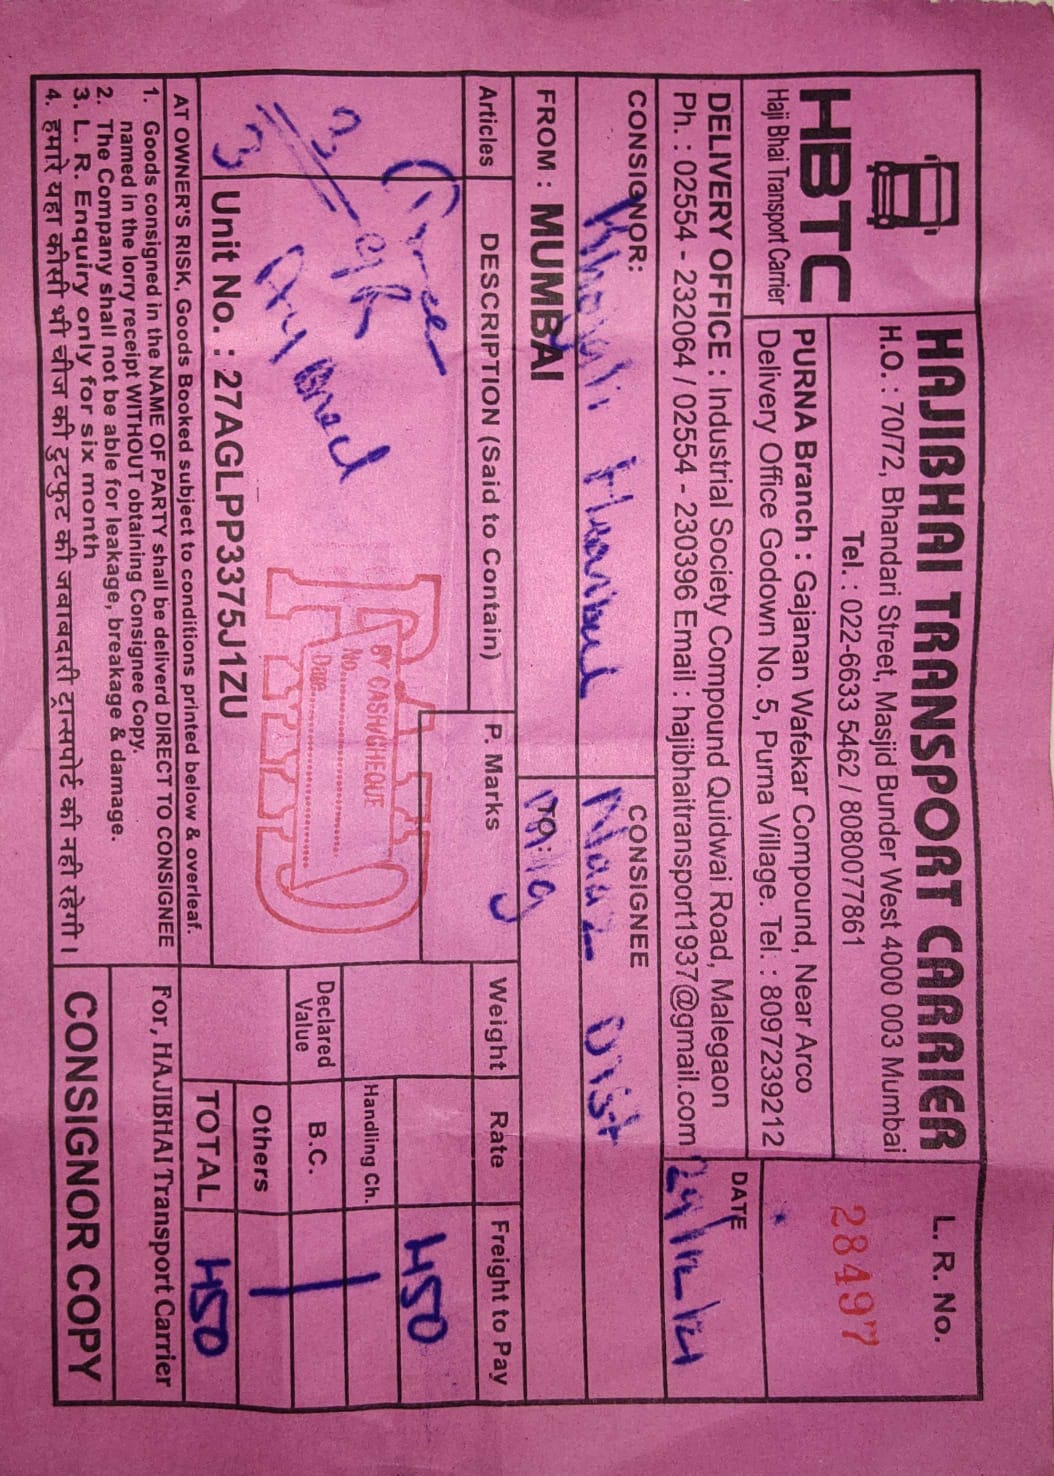 HBTC
Haji Bhai Transport Carrier
HAJIBHAI TRANSPORT CARRIER
H.O. : 70/72, Bhandari Street, Masjid Bunder West 4000 003 Mumbai
Tel. : 022-6633 5462 / 8080077861
PURNA Branch : Gajanan Wafekar Compound, Near Arco
Delivery Office Godown No. 5, Purna Village. Tel. : 8097239212
L. R. No.
28497
DELIVERY OFFICE : Industrial Society Compound Quidwai Road, Malegaon
Ph. : 02554 - 232064 / 02554 - 230396 Email : hajibhaitransport1937@gmail.com
DATE
CONSIGNOR:
CONSIGNEE
Maaz Dist
FROM : MUMBAI
TO :
Articles
DESCRIPTION (Said to Contain)
P. Marks
Weight
Rate
Freight to Pay
450
Handling Ch.
Declared Value
B.C.
Others
TOTAL
450
3
3
PAID
BY CASH/CHEQUE
NO.
Date
Unit No. : 27AGLPP3375J1ZU
AT OWNER'S RISK, Goods Booked subject to conditions printed below & overleaf.
1. Goods consigned in the NAME OF PARTY shall be deliverd DIRECT TO CONSIGNEE
named in the lorry receipt WITHOUT obtaining Consignee Copy.
2. The Company shall not be able for leakage, breakage & damage.
3. L. R. Enquiry only for six month
4. हमारे यहा कीसी भी चीज की टुटफुट की जवाबदारी ट्रान्सपोर्ट की नही रहेगी।
For, HAJIBHAI Transport Carrier
CONSIGNOR COPY